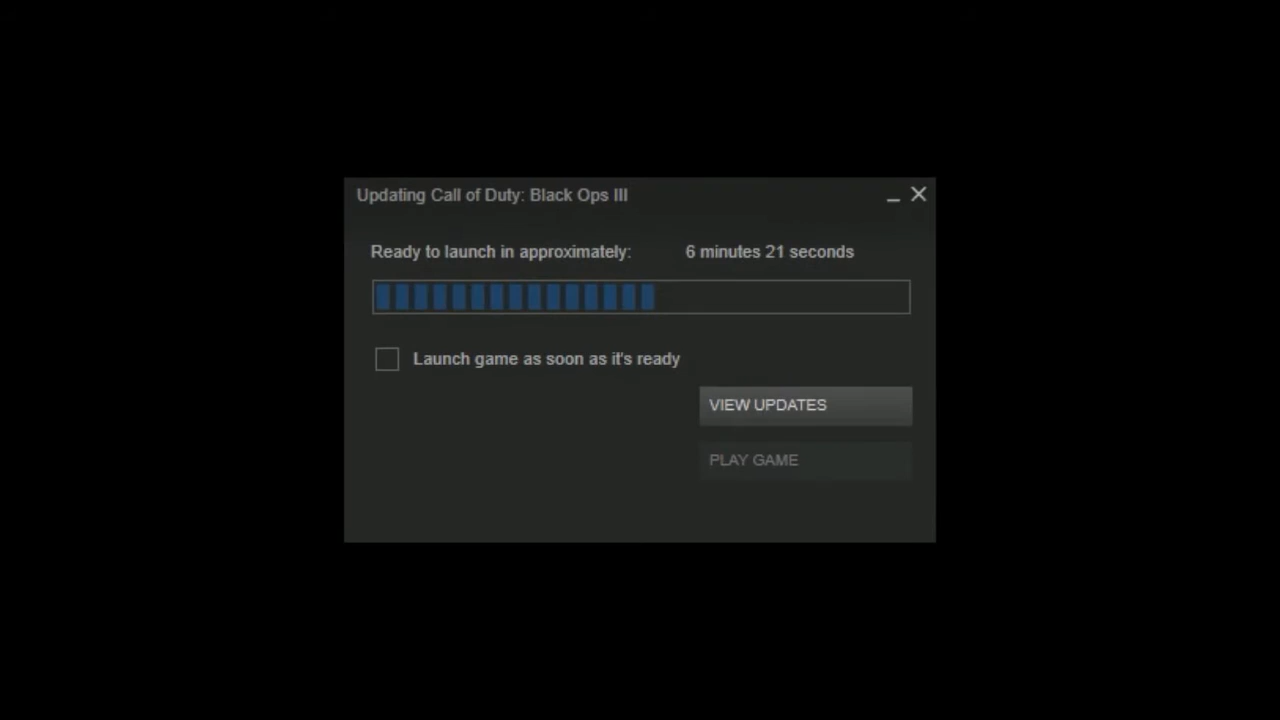 Updating Call of Duty: Black Ops III
Ready to launch in approximately: 6 minutes 21 seconds
Launch game as soon as it's ready
VIEW UPDATES
PLAY GAME